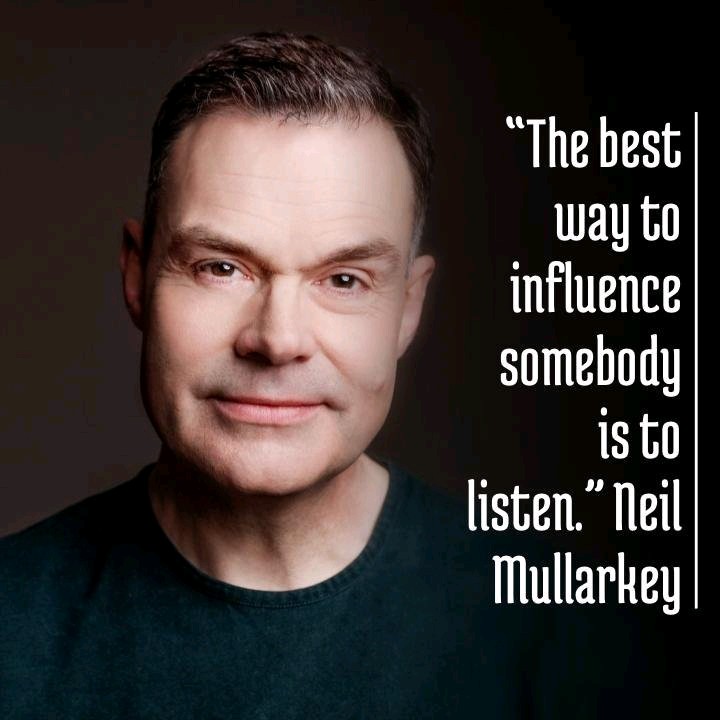 “The best
way to
influence
somebody
is to
listen.” Neil
Mullarkey